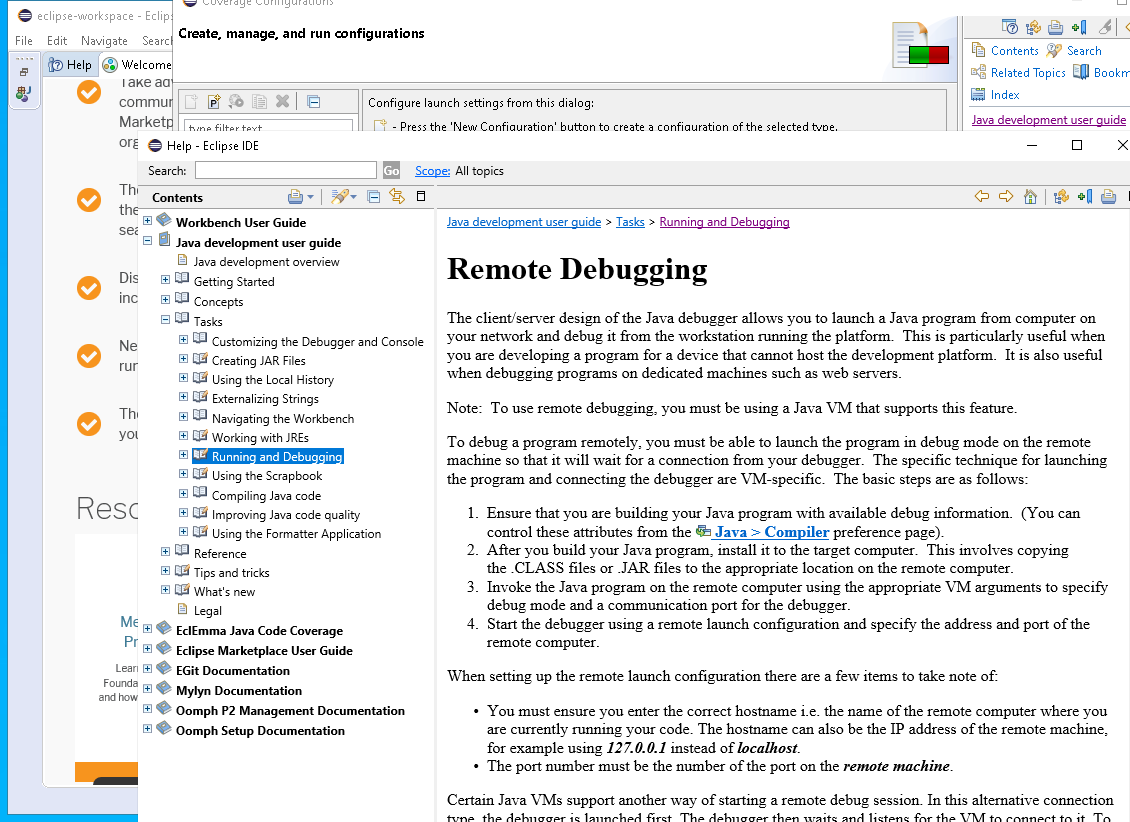 eclipse-workspace - Eclips
Coverage Configurations
File Edit Navigate Search
Create, manage, and run configurations
Help
Welcome
Configure launch settings from this dialog:
type filter text
- Press the 'New Configuration' button to create a configuration of the selected type.
Contents Search
Related Topics Bookm
Index
Java development user guide
Take adv
commun
Marketp
orga
The
the
sea
Dis
inc
Ne
run
The
you
Reso
Me
Pr
Lear
Founda
and how
Help - Eclipse IDE
Search: Go Scope: All topics
Contents
Workbench User Guide
Java development user guide
Java development overview
Getting Started
Concepts
Tasks
Customizing the Debugger and Console
Creating JAR Files
Using the Local History
Externalizing Strings
Navigating the Workbench
Working with JREs
Running and Debugging
Using the Scrapbook
Compiling Java code
Improving Java code quality
Using the Formatter Application
Reference
Tips and tricks
What's new
Legal
EclEmma Java Code Coverage
Eclipse Marketplace User Guide
EGit Documentation
Mylyn Documentation
Oomph P2 Management Documentation
Oomph Setup Documentation
Java development user guide > Tasks > Running and Debugging
Remote Debugging
The client/server design of the Java debugger allows you to launch a Java program from computer on
your network and debug it from the workstation running the platform. This is particularly useful when
you are developing a program for a device that cannot host the development platform. It is also useful
when debugging programs on dedicated machines such as web servers.
Note: To use remote debugging, you must be using a Java VM that supports this feature.
To debug a program remotely, you must be able to launch the program in debug mode on the remote
machine so that it will wait for a connection from your debugger. The specific technique for launching
the program and connecting the debugger are VM-specific. The basic steps are as follows:
1. Ensure that you are building your Java program with available debug information. (You can
control these attributes from the Java > Compiler preference page).
2. After you build your Java program, install it to the target computer. This involves copying
the .CLASS files or .JAR files to the appropriate location on the remote computer.
3. Invoke the Java program on the remote computer using the appropriate VM arguments to specify
debug mode and a communication port for the debugger.
4. Start the debugger using a remote launch configuration and specify the address and port of the
remote computer.
When setting up the remote launch configuration there are a few items to take note of:
• You must ensure you enter the correct hostname i.e. the name of the remote computer where you
are currently running your code. The hostname can also be the IP address of the remote machine,
for example using 127.0.0.1 instead of localhost.
• The port number must be the number of the port on the remote machine.
Certain Java VMs support another way of starting a remote debug session. In this alternative connection
type, the debugger is launched first. The debugger then waits and listens for the VM to connect to it. To